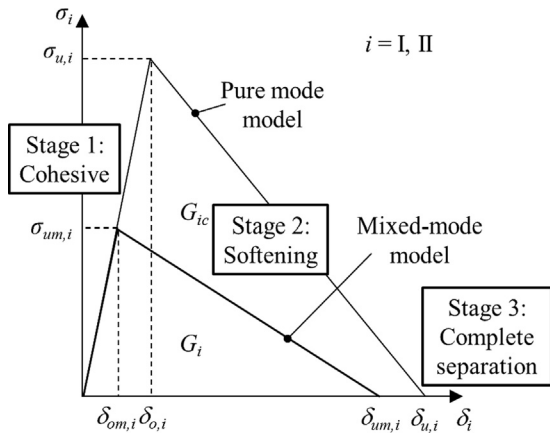 σi
i = I, II
σu,i
Pure mode
model
Stage 1:
Cohesive
Gic
Stage 2:
Softening
Mixed-mode
model
σum,i
Stage 3:
Complete
separation
Gi
δom,i δo,i δum,i δu,i δi